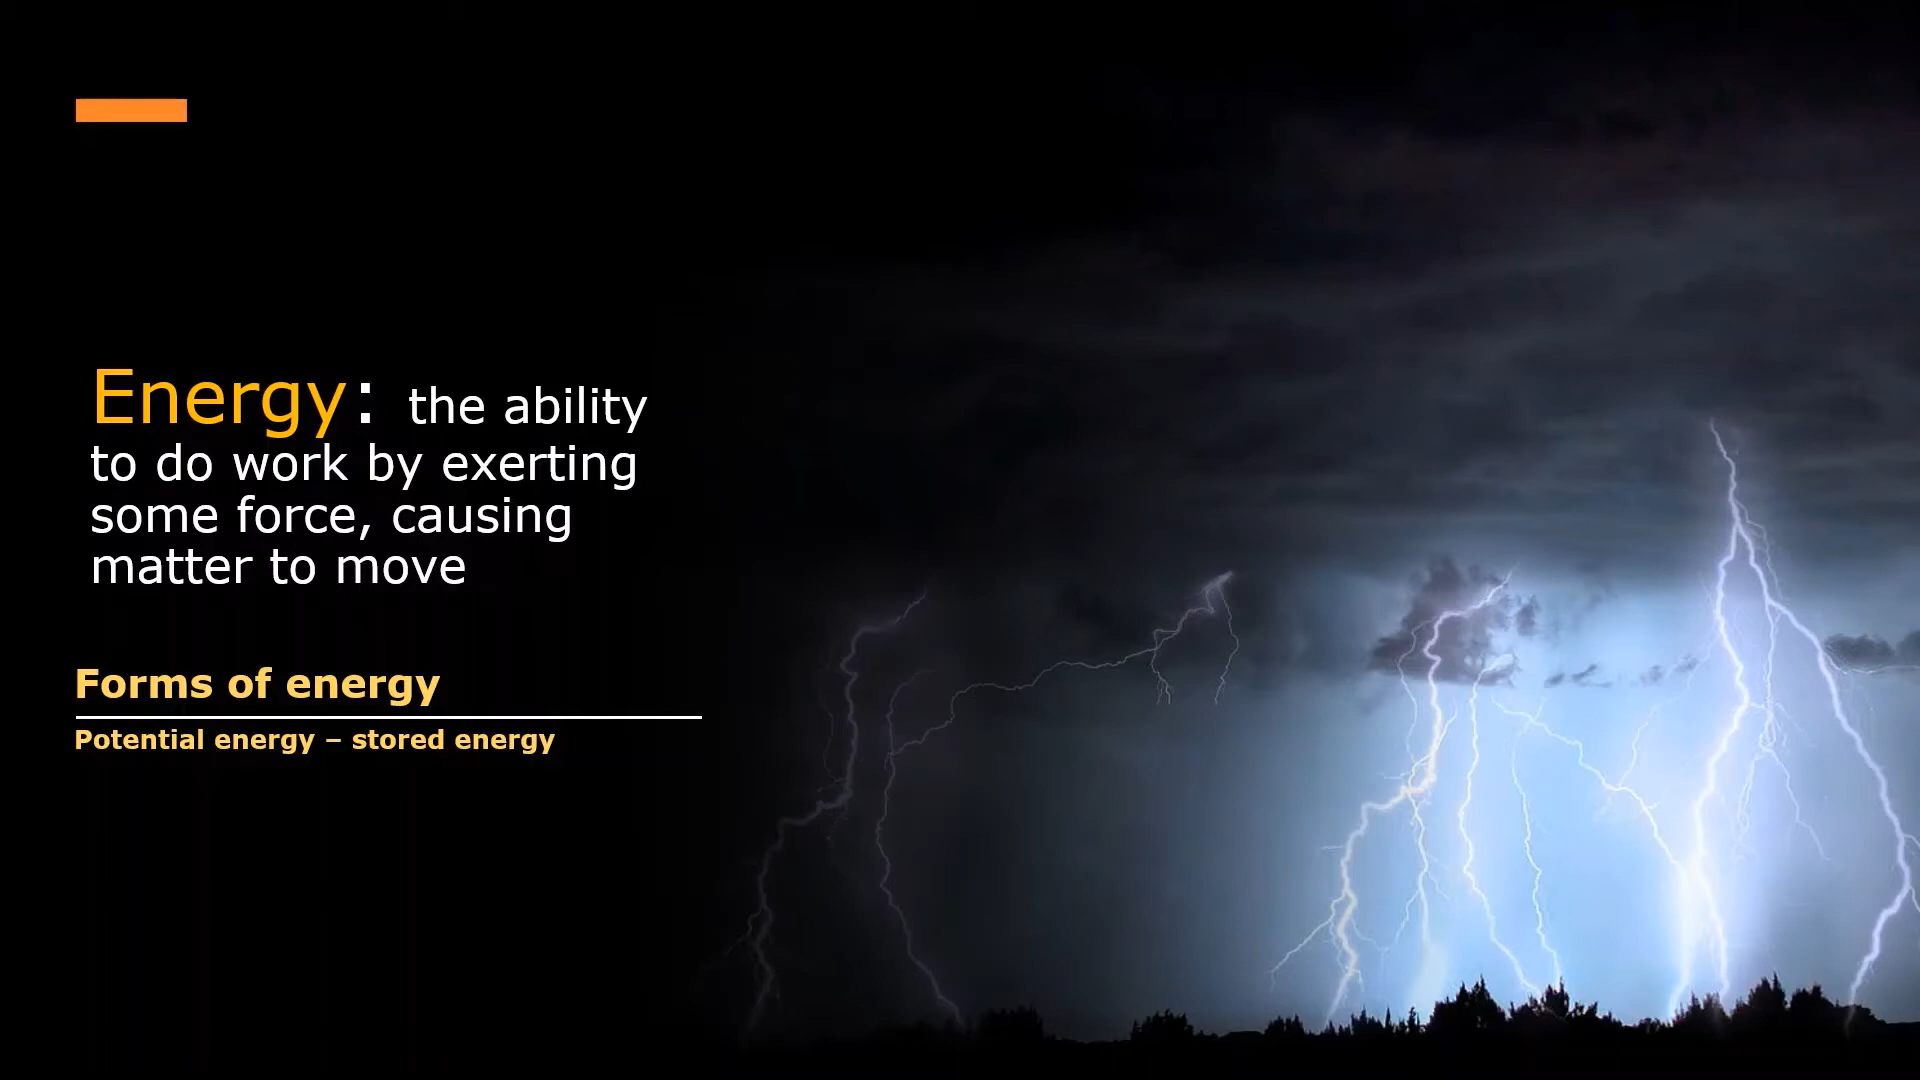 Energy: the ability
to do work by exerting
some force, causing
matter to move
Forms of energy
Potential energy – stored energy